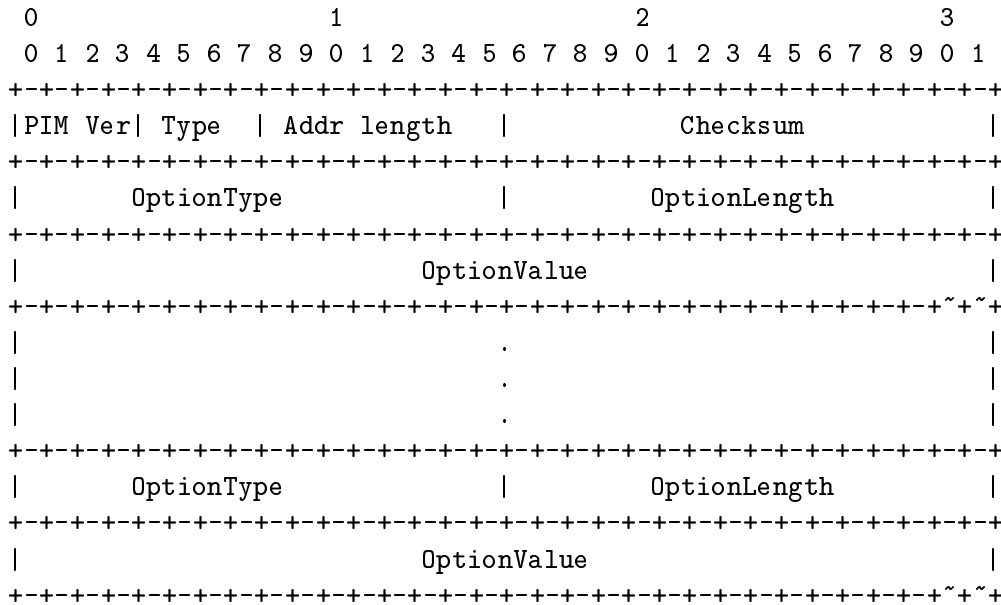 0                   1                   2                   3
 0 1 2 3 4 5 6 7 8 9 0 1 2 3 4 5 6 7 8 9 0 1 2 3 4 5 6 7 8 9 0 1
+-+-+-+-+-+-+-+-+-+-+-+-+-+-+-+-+-+-+-+-+-+-+-+-+-+-+-+-+-+-+-+-+
|PIM Ver| Type  | Addr length   |           Checksum            |
+-+-+-+-+-+-+-+-+-+-+-+-+-+-+-+-+-+-+-+-+-+-+-+-+-+-+-+-+-+-+-+-+
|       OptionType              |         OptionLength          |
+-+-+-+-+-+-+-+-+-+-+-+-+-+-+-+-+-+-+-+-+-+-+-+-+-+-+-+-+-+-+-+-+
|                          OptionValue                          |
+-+-+-+-+-+-+-+-+-+-+-+-+-+-+-+-+-+-+-+-+-+-+-+-+-+-+-+-+-+-+~+~+
|                               .                               |
|                               .                               |
|                               .                               |
+-+-+-+-+-+-+-+-+-+-+-+-+-+-+-+-+-+-+-+-+-+-+-+-+-+-+-+-+-+-+-+-+
|       OptionType              |         OptionLength          |
+-+-+-+-+-+-+-+-+-+-+-+-+-+-+-+-+-+-+-+-+-+-+-+-+-+-+-+-+-+-+-+-+
|                          OptionValue                          |
+-+-+-+-+-+-+-+-+-+-+-+-+-+-+-+-+-+-+-+-+-+-+-+-+-+-+-+-+-+-+~+~+